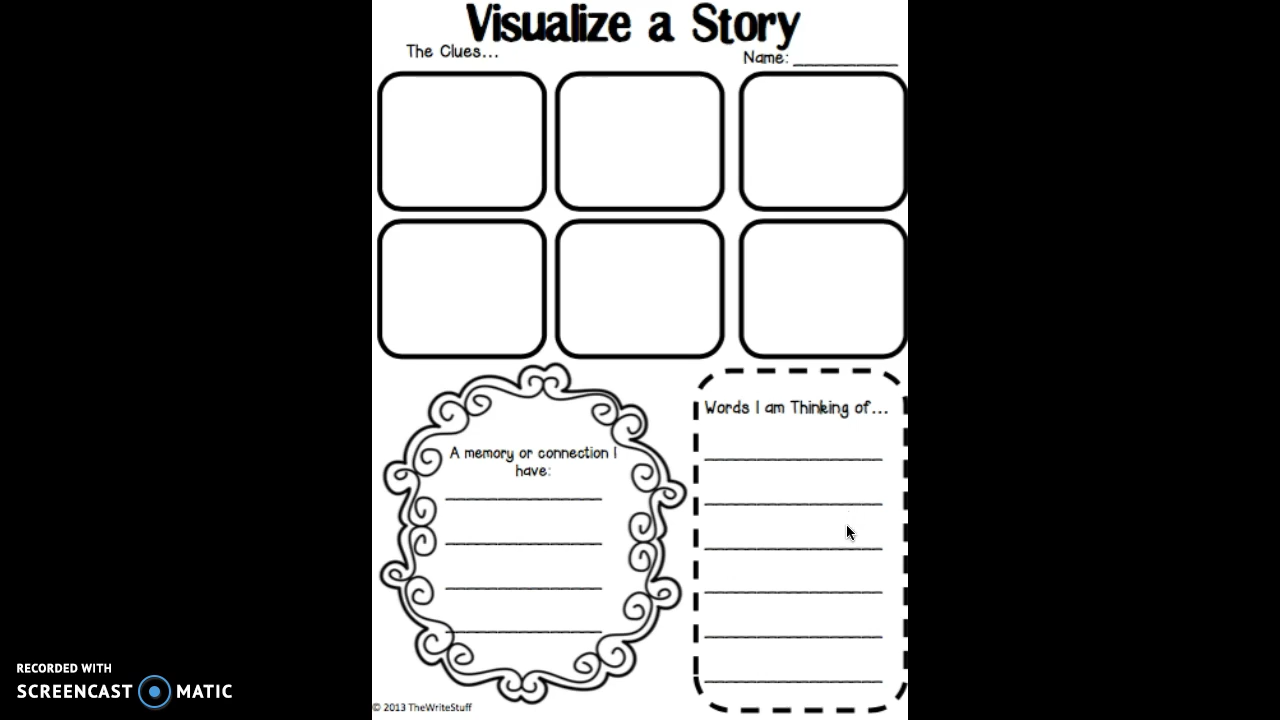 Visualize a Story
The Clues...
Name: ____________
A memory or connection I
have:
Words I am Thinking of...
RECORDED WITH
SCREENCAST MATIC
© 2013 TheWriteStuff